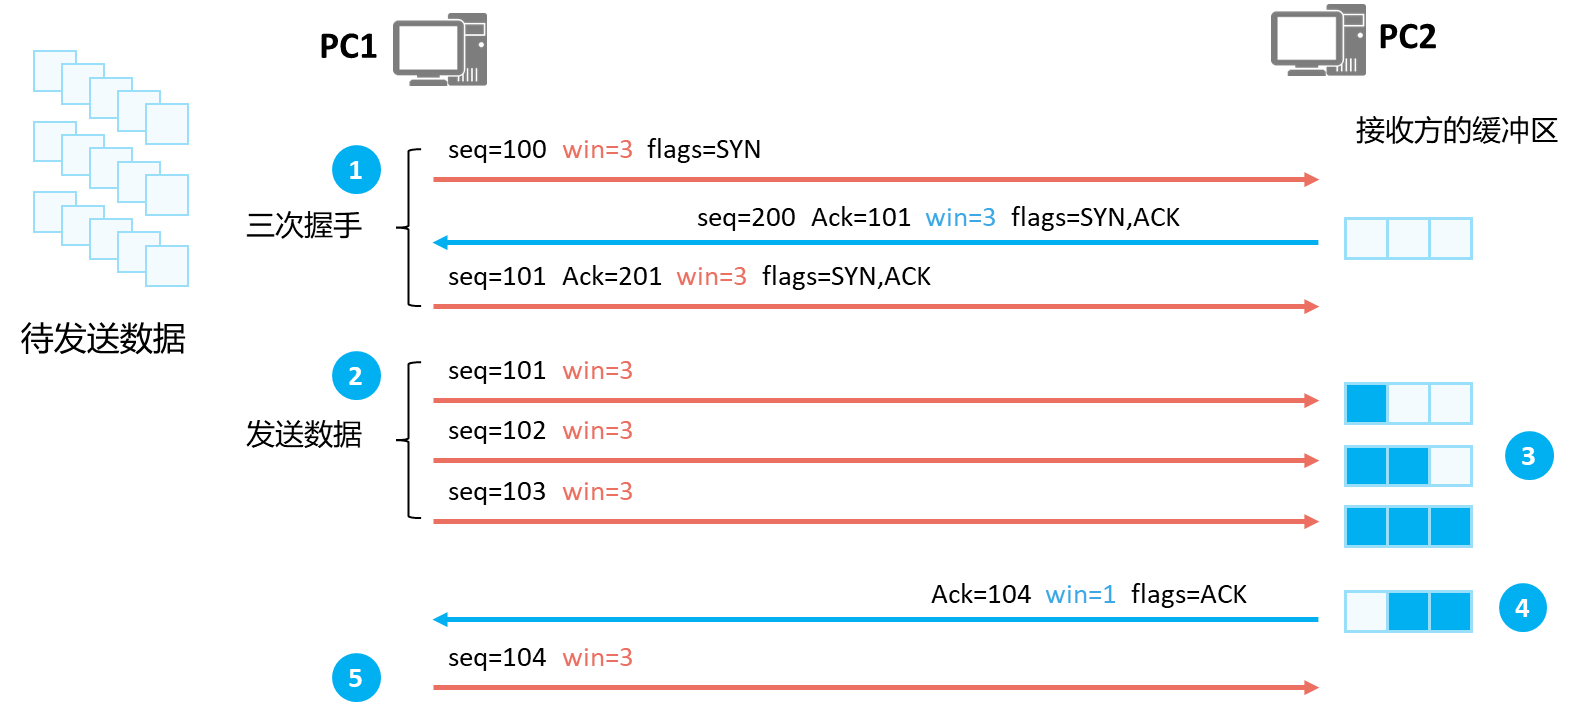 PC1
PC2
接收方的缓冲区
1
seq=100 win=3 flags=SYN
三次握手
seq=200 Ack=101 win=3 flags=SYN,ACK
seq=101 Ack=201 win=3 flags=SYN,ACK
待发送数据
2
seq=101 win=3
发送数据
seq=102 win=3
3
seq=103 win=3
Ack=104 win=1 flags=ACK
4
seq=104 win=3
5